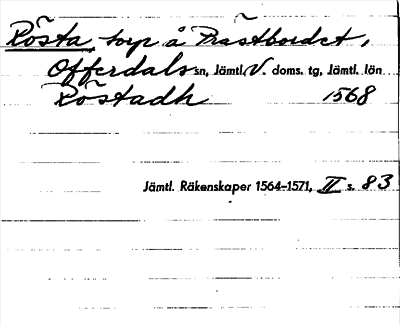 Rösta, torp å Prästbordet,
Offerdals sn, Jämtl. V. doms. tg, Jämtl. län
Röstadh 1568
Jämtl. Räkenskaper 1564-1571, II s. 83